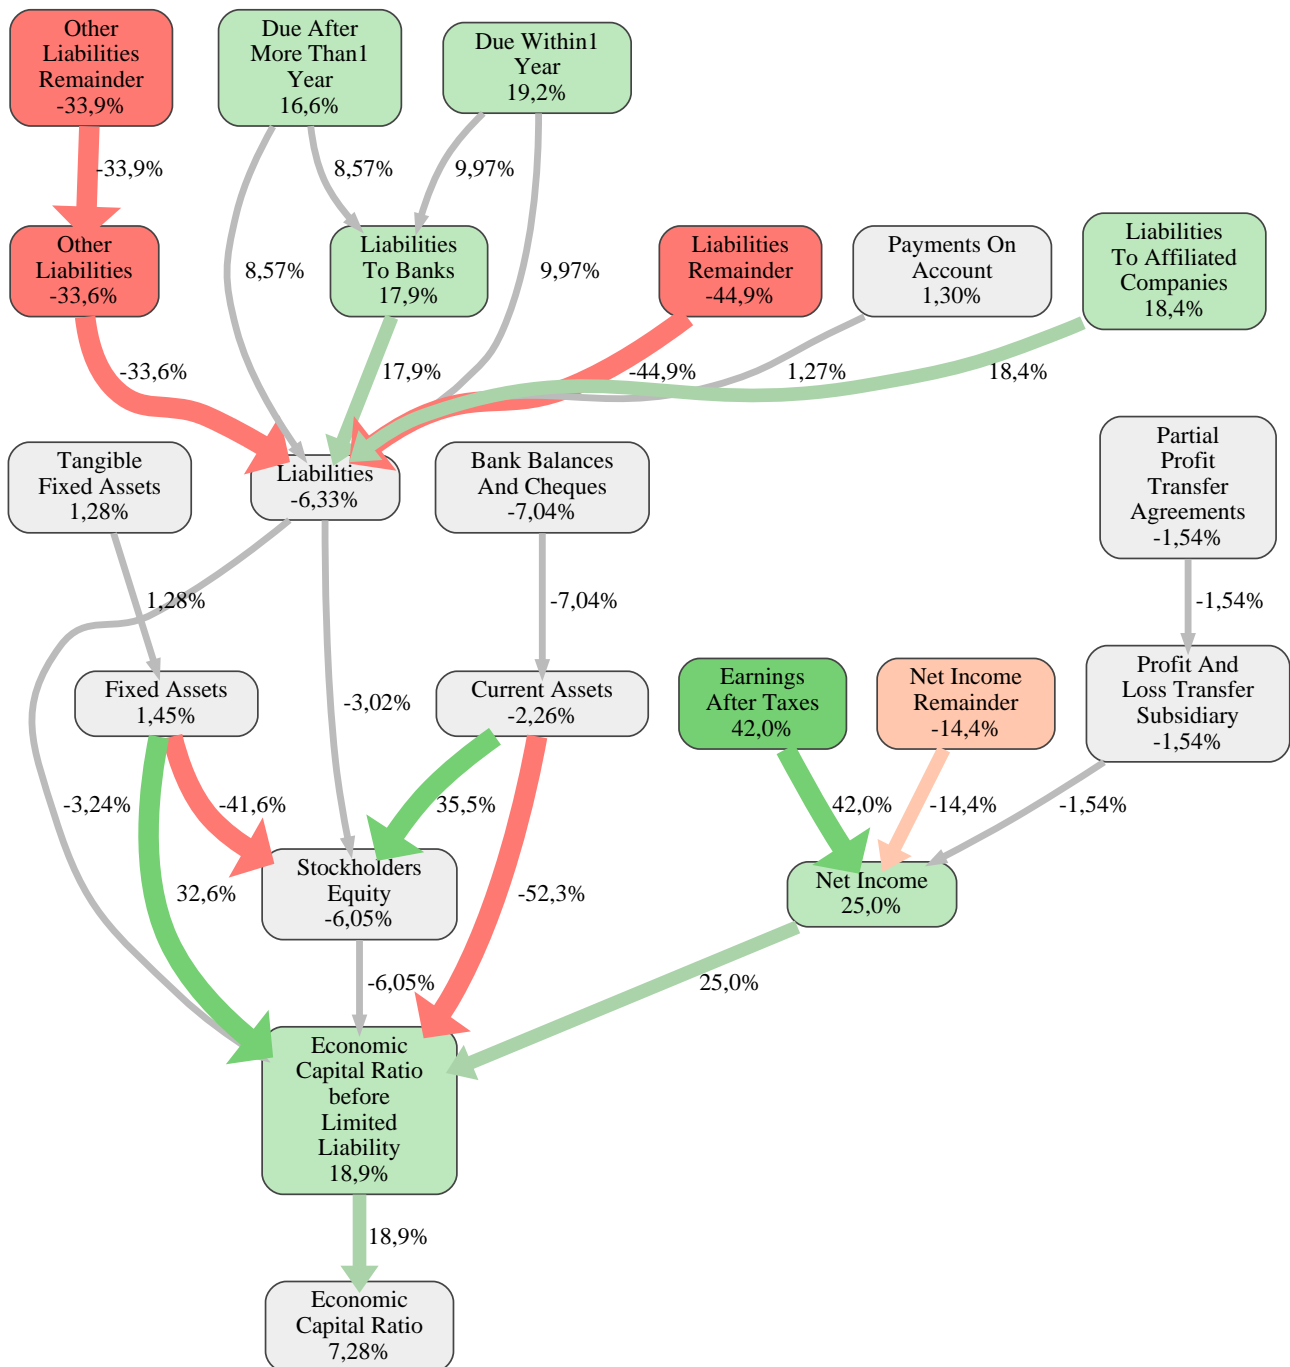 Other
Liabilities
Remainder
-33,9%
Due After
More Than1
Year
16,6%
Due Within1
Year
19,2%
-33,9%
8,57%
9,97%
Other
Liabilities
-33,6%
8,57%
Liabilities
To Banks
17,9%
9,97%
Liabilities
Remainder
-44,9%
Payments On
Account
1,30%
Liabilities
To Affiliated
Companies
18,4%
-33,6%
17,9%
-44,9%
1,27%
18,4%
Tangible
Fixed Assets
1,28%
Liabilities
-6,33%
Bank Balances
And Cheques
-7,04%
Partial
Profit
Transfer
Agreements
-1,54%
1,28%
-7,04%
-1,54%
Fixed Assets
1,45%
-3,02%
Current Assets
-2,26%
Earnings
After Taxes
42,0%
Net Income
Remainder
-14,4%
Profit And
Loss Transfer
Subsidiary
-1,54%
-3,24%
-41,6%
35,5%
42,0%
-14,4%
-1,54%
32,6%
Stockholders
Equity
-6,05%
-52,3%
Net Income
25,0%
-6,05%
25,0%
Economic
Capital Ratio
before
Limited
Liability
18,9%
18,9%
Economic
Capital Ratio
7,28%